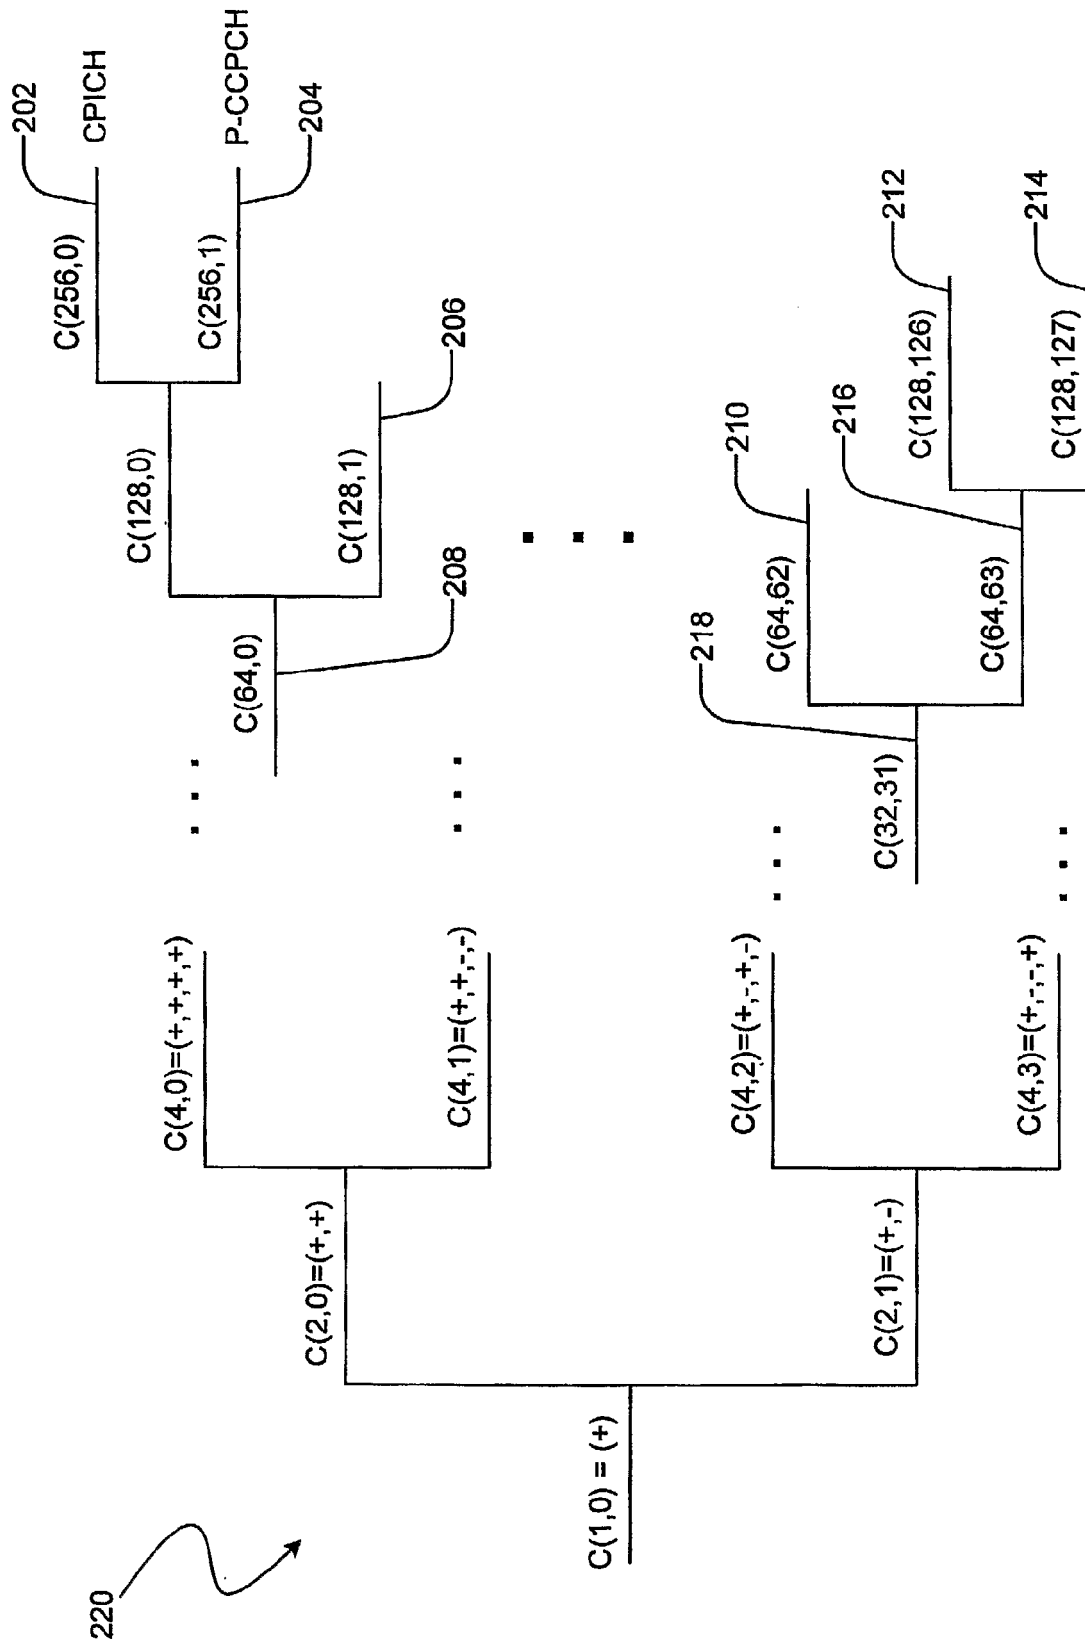 220
C(1,0) = (+)
C(2,0)=(+,+)
C(2,1)=(+,-)
C(4,0)=(+,+,+,+)
C(4,1)=(+,+,-,-)
C(4,2)=(+,-,+,-)
C(4,3)=(+,-,-,+)
C(64,0)
208
C(128,0)
C(128,1)
206
C(256,0)
202
CPICH
C(256,1)
204
P-CCPCH
C(32,31)
218
C(64,62)
210
C(64,63)
216
C(128,126)
212
C(128,127)
214